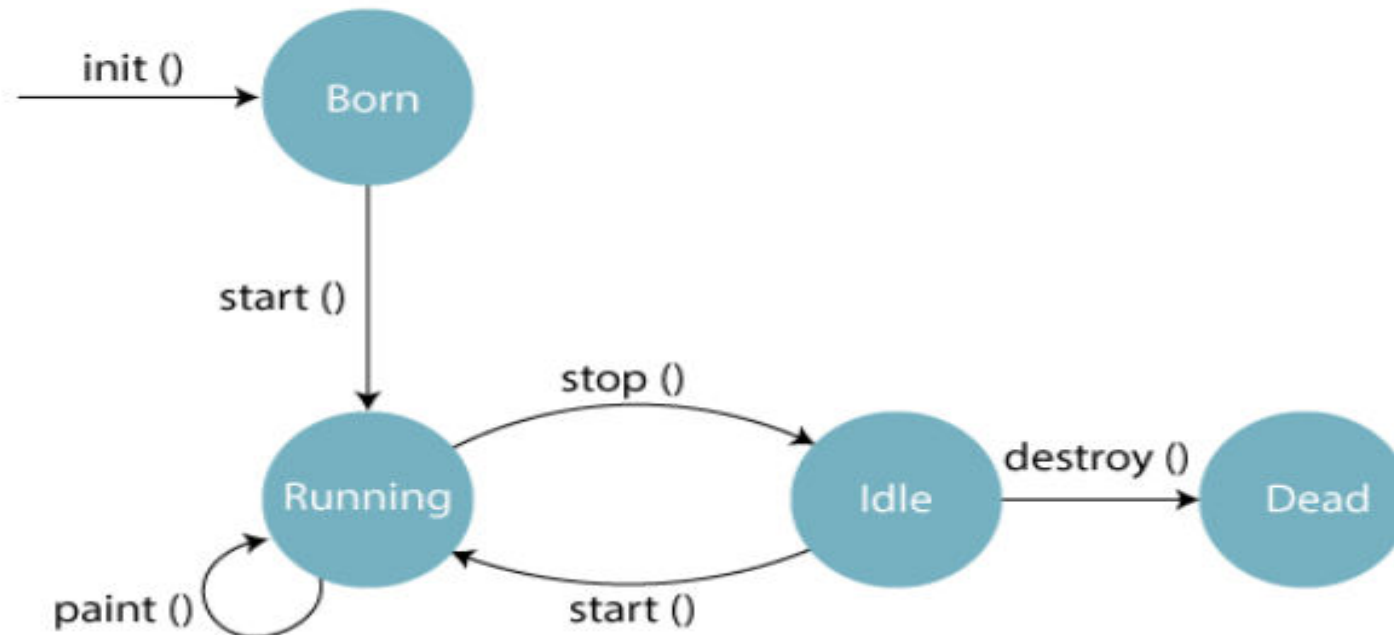 init ()
Born
start ()
stop ()
Running
Idle
destroy ()
Dead
paint ()
start ()